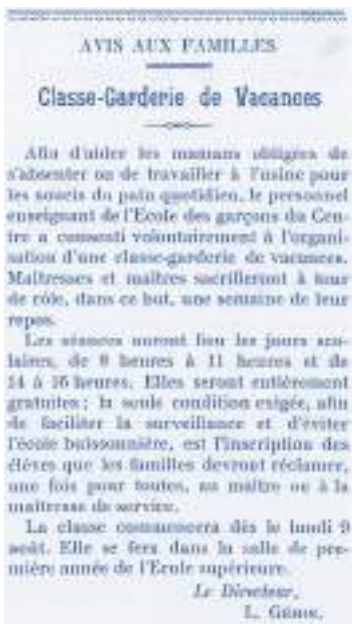 AVIS AUX FAMILLES
Classe-Garderie de Vacances
Afin d'aider les mamans obligées de
s'absenter ou de travailler à l'usine pour
les soucis du pain quotidien, le personnel
enseignant de l'Ecole des garçons du Cen-
tre a consenti volontairement à l'organi-
sation d'une classe-garderie de vacances.
Maîtresses et maîtres sacrifieront à tour
de rôle, dans ce but, une semaine de leur
repos.
Les séances auront lieu les jours sco-
laires, de 8 heures à 11 heures et de
14 à 16 heures. Elles seront entièrement
gratuites ; la seule condition exigée, afin
de faciliter la surveillance et d'éviter
l'école buissonnière, est l'inscription des
élèves que les familles devront réclamer,
une fois pour toutes, au maître ou à la
maîtresse de service.
La classe commencera dès le lundi 9
août. Elle se fera dans la salle de pre-
mière année de l'Ecole supérieure.
Le Directeur,
L.